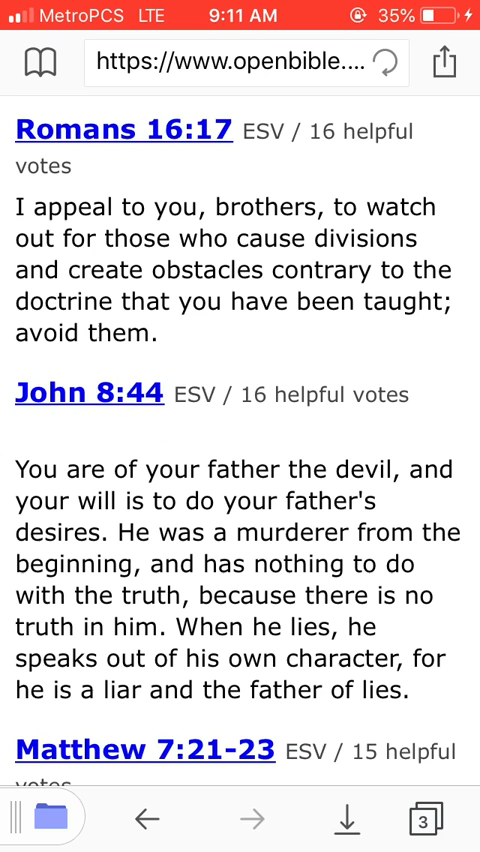 MetroPCS LTE 9:11 AM 35%
https://www.openbible....
Romans 16:17 ESV / 16 helpful
votes
I appeal to you, brothers, to watch
out for those who cause divisions
and create obstacles contrary to the
doctrine that you have been taught;
avoid them.
John 8:44 ESV / 16 helpful votes
You are of your father the devil, and
your will is to do your father's
desires. He was a murderer from the
beginning, and has nothing to do
with the truth, because there is no
truth in him. When he lies, he
speaks out of his own character, for
he is a liar and the father of lies.
Matthew 7:21-23 ESV / 15 helpful
votes
3